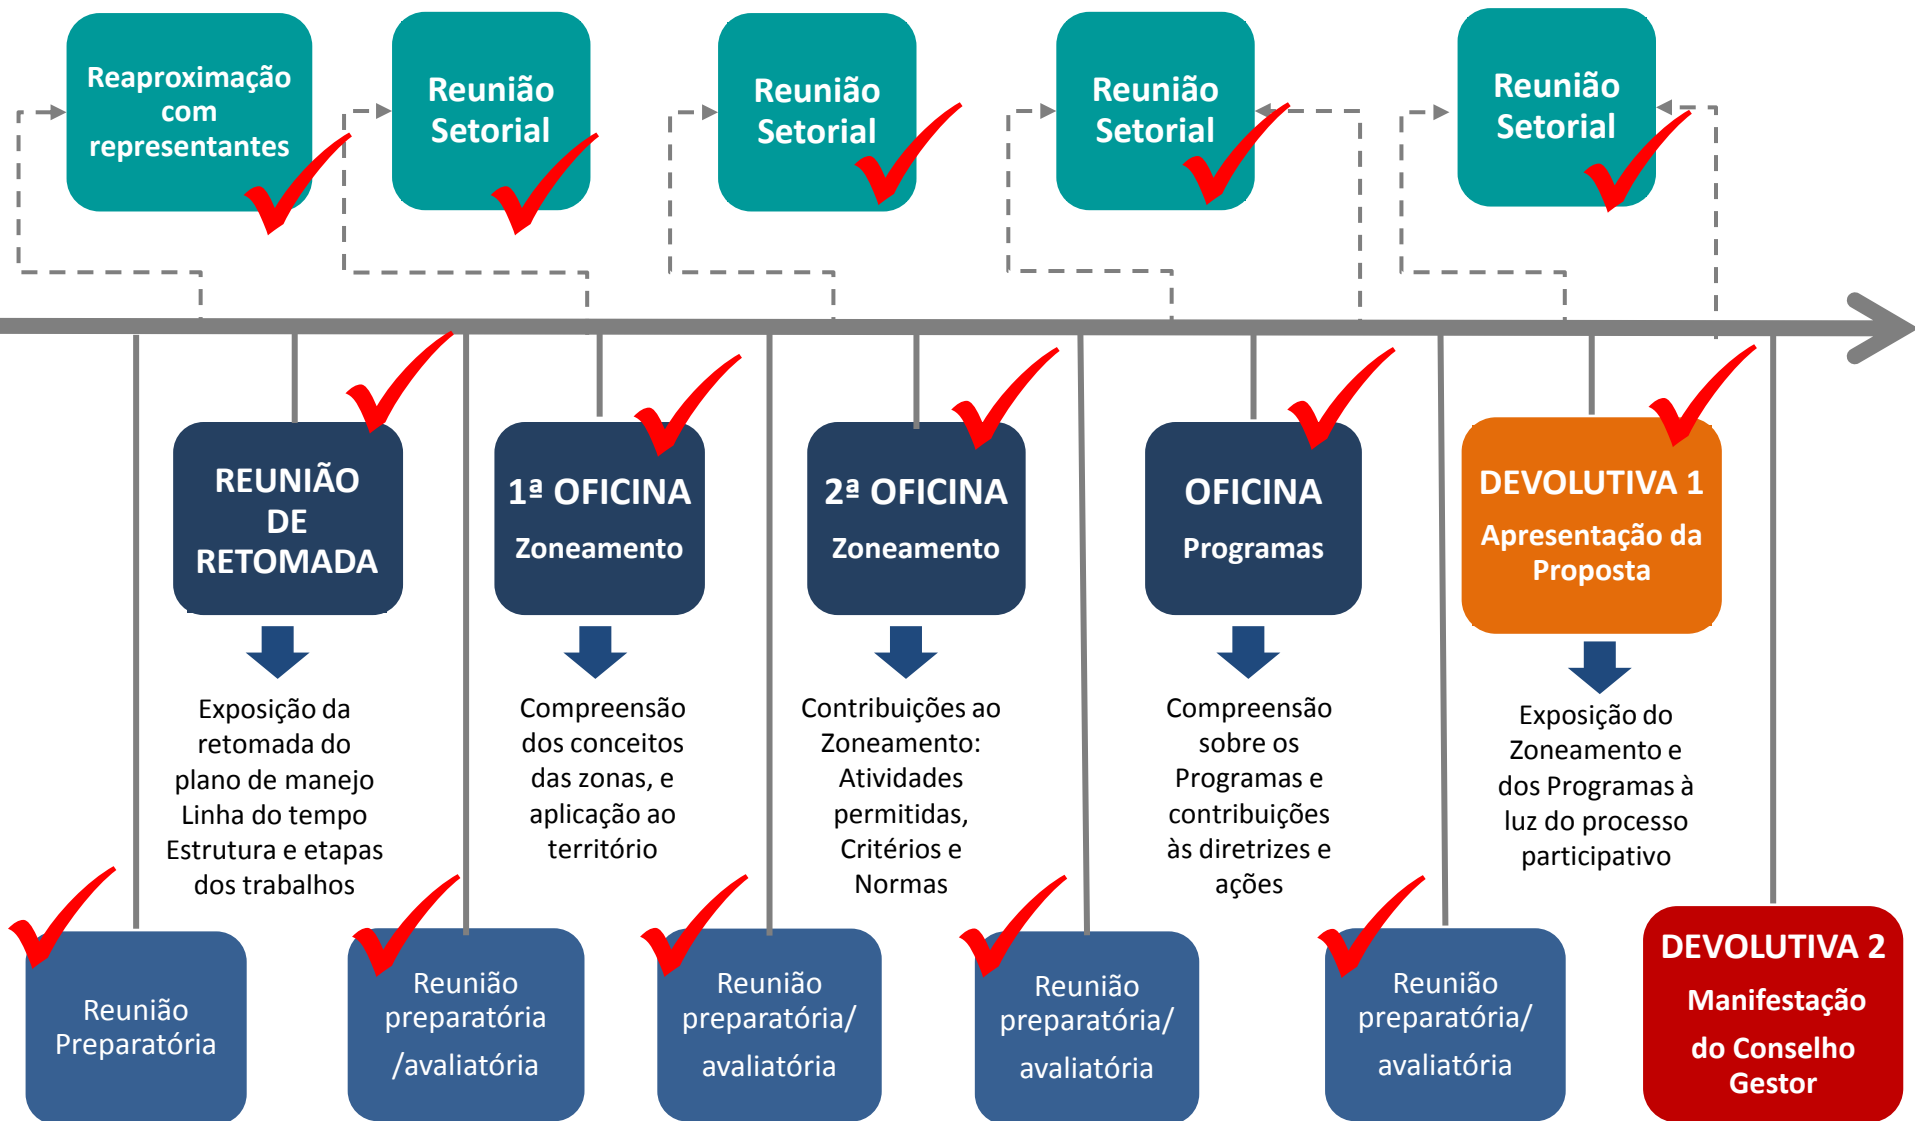 Reaproximação
com
representantes
Reunião
Setorial
Reunião
Setorial
Reunião
Setorial
Reunião
Setorial
REUNIÃO
DE
RETOMADA
1ª OFICINA
Zoneamento
2ª OFICINA
Zoneamento
OFICINA
Programas
DEVOLUTIVA 1
Apresentação da
Proposta
Exposição da
retomada do
plano de manejo
Linha do tempo
Estrutura e etapas
dos trabalhos
Compreensão
dos conceitos
das zonas, e
aplicação ao
território
Contribuições ao
Zoneamento:
Atividades
permitidas,
Critérios e
Normas
Compreensão
sobre os
Programas e
contribuições
às diretrizes e
ações
Exposição do
Zoneamento e
dos Programas à
luz do processo
participativo
Reunião
Preparatória
Reunião
preparatória
/avaliatória
Reunião
preparatória/
avaliatória
Reunião
preparatória/
avaliatória
Reunião
preparatória/
avaliatória
DEVOLUTIVA 2
Manifestação
do Conselho
Gestor